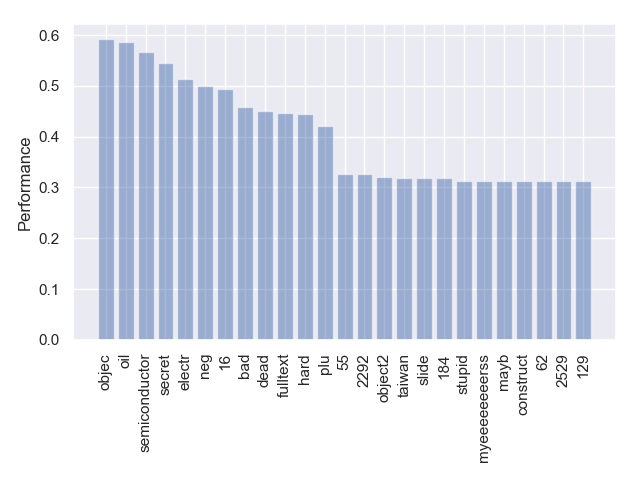 0.6
0.5
0.4
0.3
0.2
0.1
0.0
Performance
objec
oil
semiconductor
secret
electr
neg
16
bad
dead
fulltext
hard
plu
55
2292
object2
taiwan
slide
184
stupid
myeeeeeeeerss
mayb
construct
62
2529
129